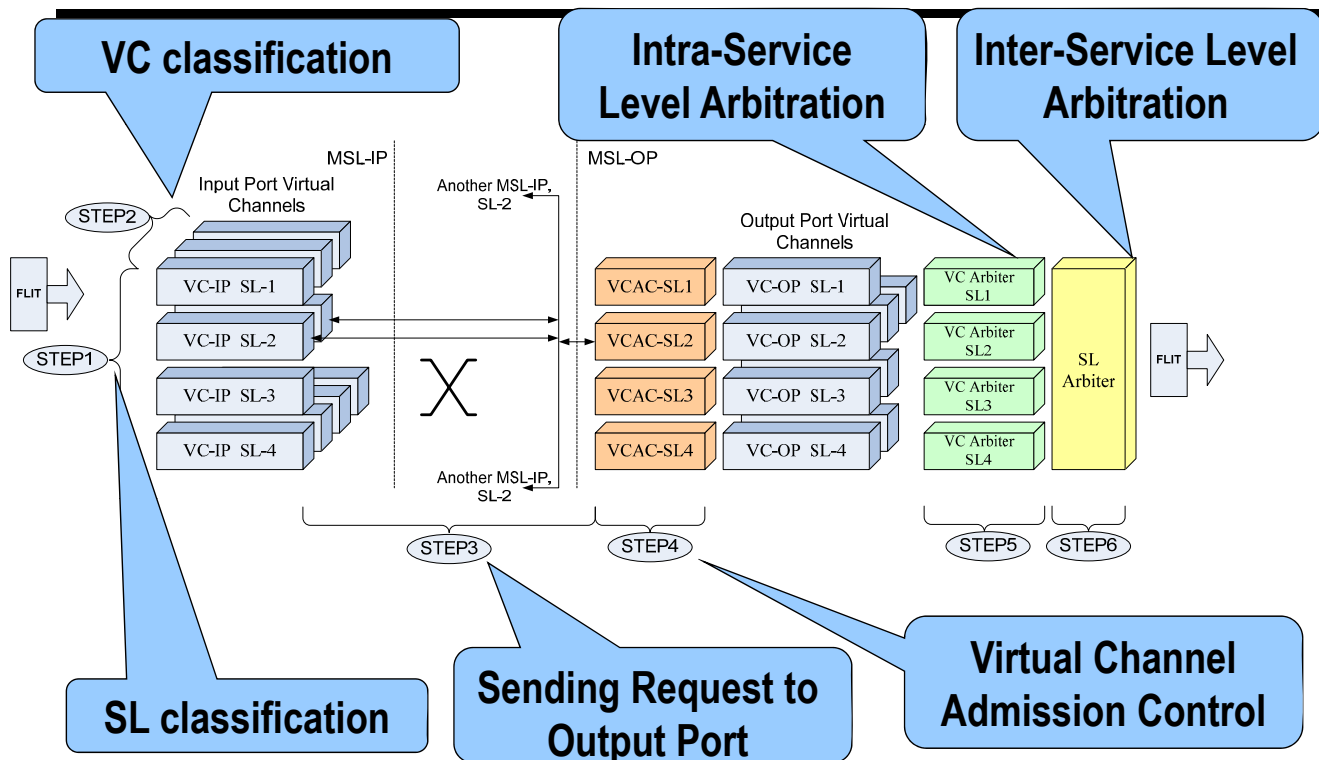 VC classification
Intra-Service
Level Arbitration
Inter-Service Level
Arbitration
MSL-IP
MSL-OP
Input Port Virtual
Channels
Another MSL-IP,
SL-2
Output Port Virtual
Channels
STEP2
FLIT
STEP1
VC-IP SL-1
VC-IP SL-2
VC-IP SL-3
VC-IP SL-4
VCAC-SL1
VCAC-SL2
VCAC-SL3
VCAC-SL4
VC-OP SL-1
VC-OP SL-2
VC-OP SL-3
VC-OP SL-4
VC Arbiter
SL1
VC Arbiter
SL2
VC Arbiter
SL3
VC Arbiter
SL4
SL
Arbiter
FLIT
Another MSL-IP,
SL-2
STEP3
STEP4
STEP5
STEP6
SL classification
Sending Request to
Output Port
Virtual Channel
Admission Control